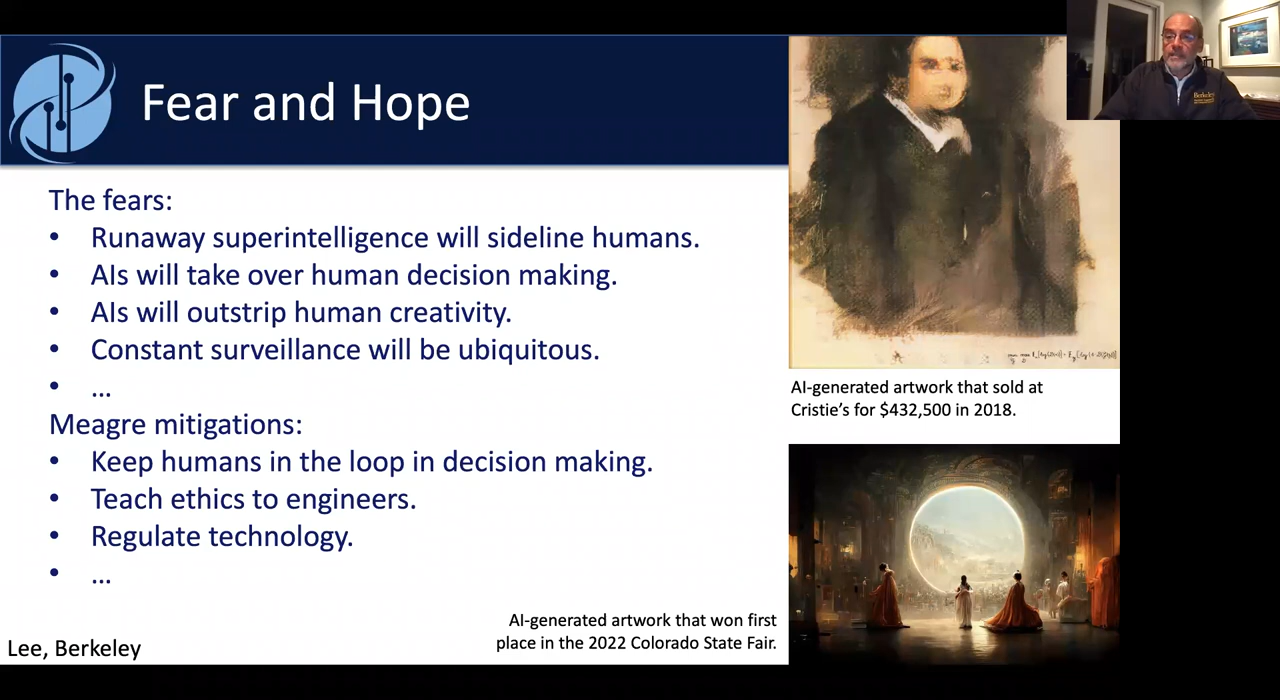 Fear and Hope
The fears:
• Runaway superintelligence will sideline humans.
• AIs will take over human decision making.
• AIs will outstrip human creativity.
• Constant surveillance will be ubiquitous.
• ...
Meagre mitigations:
• Keep humans in the loop in decision making.
• Teach ethics to engineers.
• Regulate technology.
• ...
AI-generated artwork that sold at
Cristie's for $432,500 in 2018.
AI-generated artwork that won first
place in the 2022 Colorado State Fair.
Lee, Berkeley
Berkeley